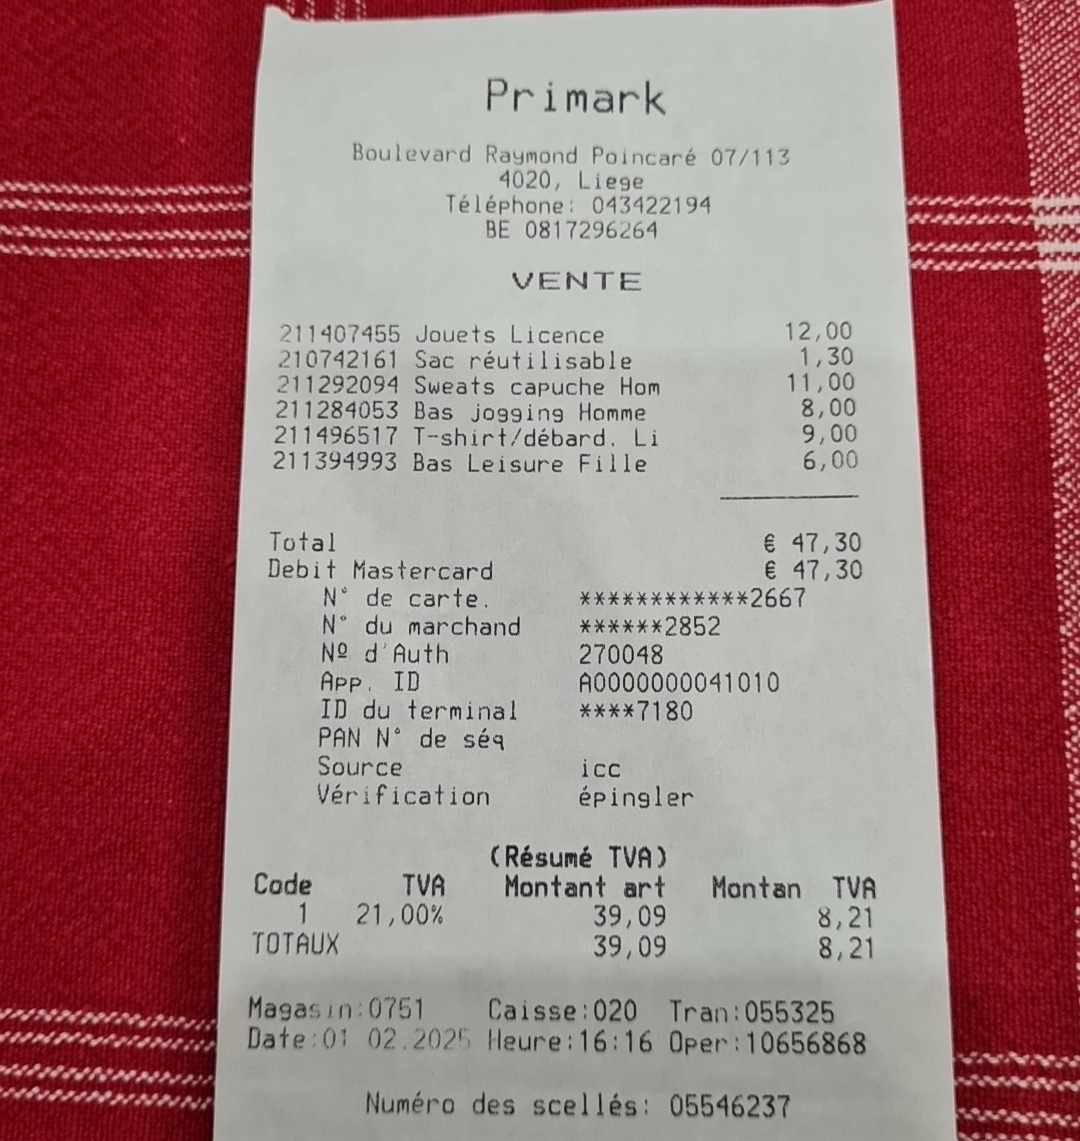 Primark
Boulevard Raymond Poincaré 07/113
4020, Liege
Téléphone: 043422194
BE 0817296264
VENTE
211407455 Jouets Licence 12,00
210742161 Sac réutilisable 1,30
211292094 Sweats capuche Hom 11,00
211284053 Bas jogging Homme 8,00
211496517 T-shirt/débard. Li 9,00
211394993 Bas Leisure Fille 6,00
Total € 47,30
Debit Mastercard € 47,30
N° de carte. ************2667
N° du marchand ******2852
Nº d'Auth 270048
App. ID A0000000041010
ID du terminal ****7180
PAN N° de séq
Source icc
Vérification épingler
(Résumé TVA)
Code TVA Montant art Montan TVA
1 21,00% 39,09 8,21
TOTAUX 39,09 8,21
Magasin:0751 Caisse:020 Tran:055325
Date:01 02.2025 Heure:16:16 Oper:10656868
Numéro des scellés: 05546237